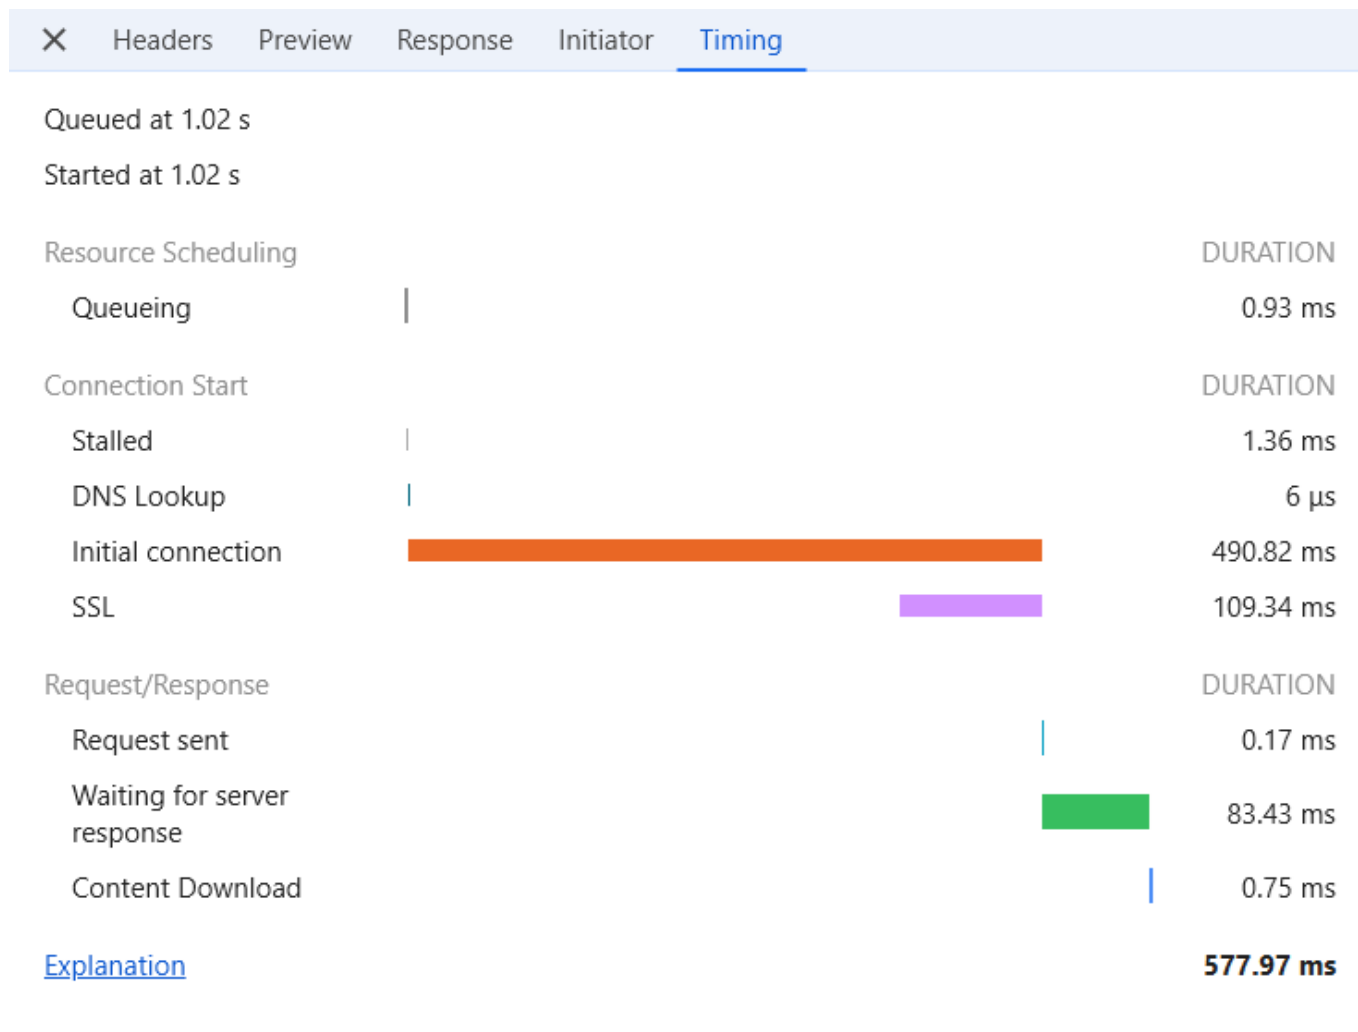 Headers Preview Response Initiator Timing
Queued at 1.02 s
Started at 1.02 s
Resource Scheduling DURATION
Queueing 0.93 ms
Connection Start DURATION
Stalled 1.36 ms
DNS Lookup 6 µs
Initial connection 490.82 ms
SSL 109.34 ms
Request/Response DURATION
Request sent 0.17 ms
Waiting for server
response 83.43 ms
Content Download 0.75 ms
Explanation 577.97 ms